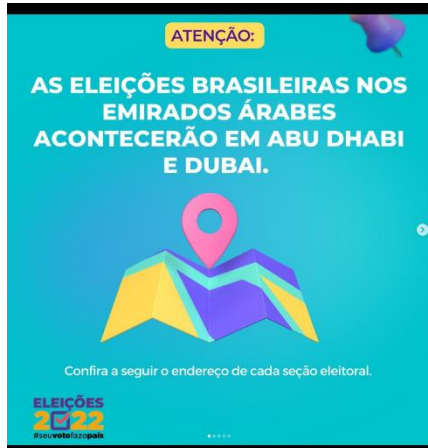 ATENÇÃO:
AS ELEIÇÕES BRASILEIRAS NOS
EMIRADOS ÁRABES
ACONTECERÃO EM ABU DHABI
E DUBAI.
Confira a seguir o endereço de cada seção eleitoral.
ELEIÇÕES
2022
#seuvotofazopaís